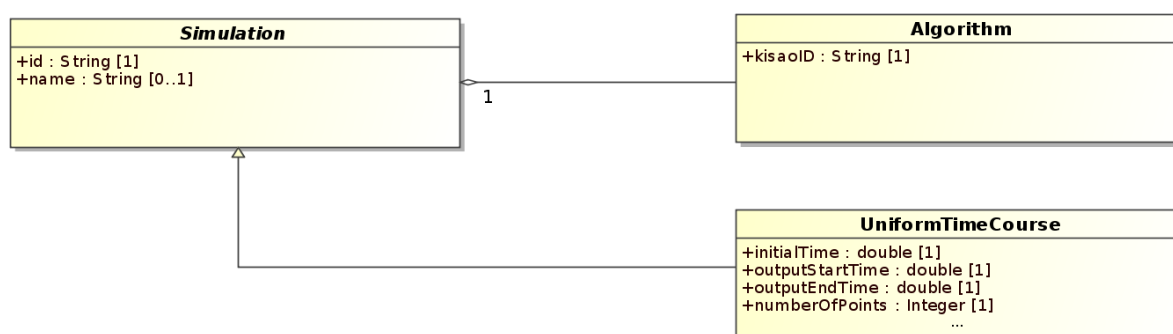 Simulation
+id : String [1]
+name : String [0..1]
1
Algorithm
+kisaoID : String [1]
UniformTimeCourse
+initialTime : double [1]
+outputStartTime : double [1]
+outputEndTime : double [1]
+numberOfPoints : Integer [1]
...